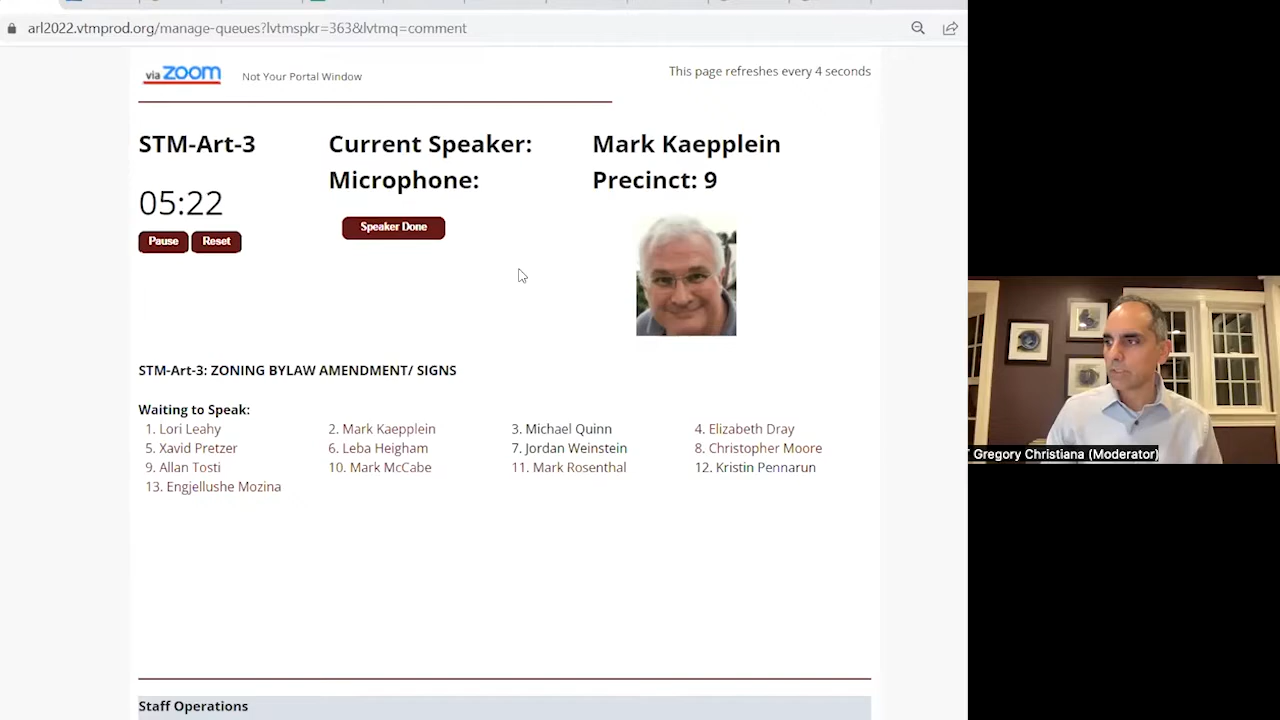 arl2022.vtmprod.org/manage-queues?lvtmspkr=363&lvtmq=comment
via zoom Not Your Portal Window This page refreshes every 4 seconds
STM-Art-3 Current Speaker: Mark Kaepplein
Microphone: Precinct: 9
05:22
Speaker Done
Pause Reset
STM-Art-3: ZONING BYLAW AMENDMENT/ SIGNS
Waiting to Speak:
1. Lori Leahy 2. Mark Kaepplein 3. Michael Quinn 4. Elizabeth Dray
5. Xavid Pretzer 6. Leba Heigham 7. Jordan Weinstein 8. Christopher Moore
9. Allan Tosti 10. Mark McCabe 11. Mark Rosenthal 12. Kristin Pennarun
13. Engjellushe Mozina
Gregory Christiana (Moderator)
Staff Operations